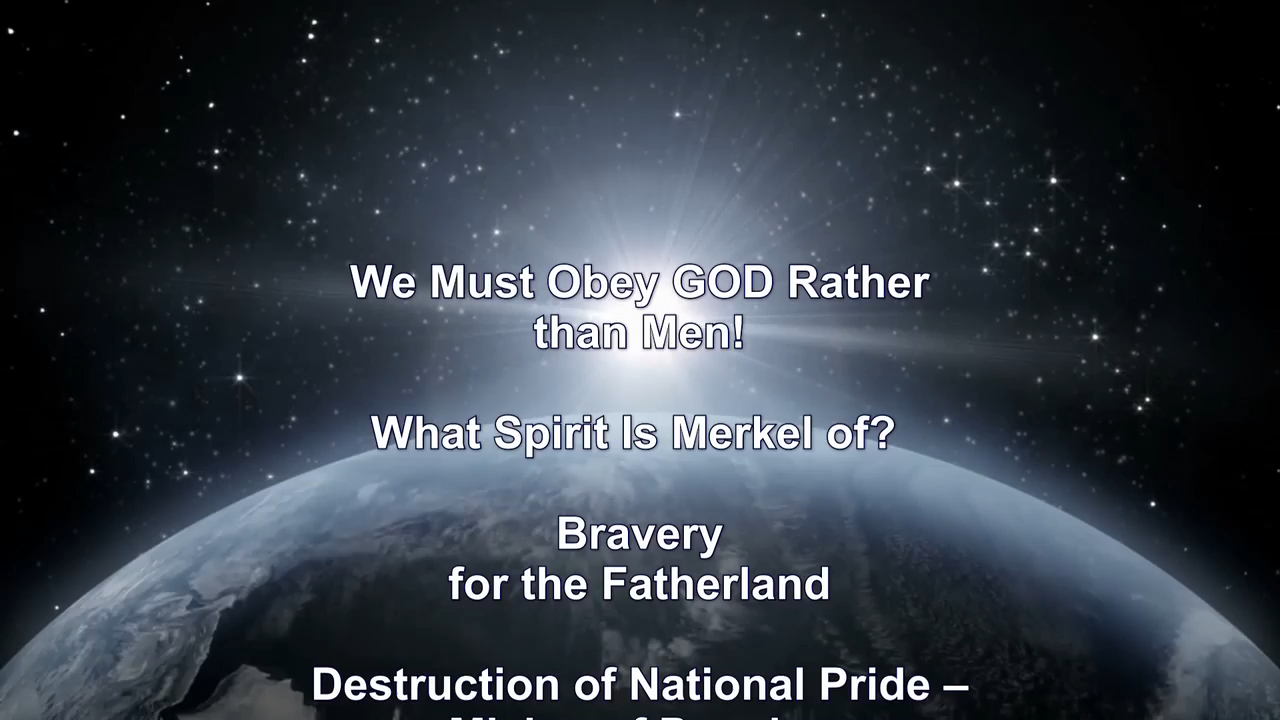 We Must Obey GOD Rather
than Men!
What Spirit Is Merkel of?
Bravery
for the Fatherland
Destruction of National Pride –